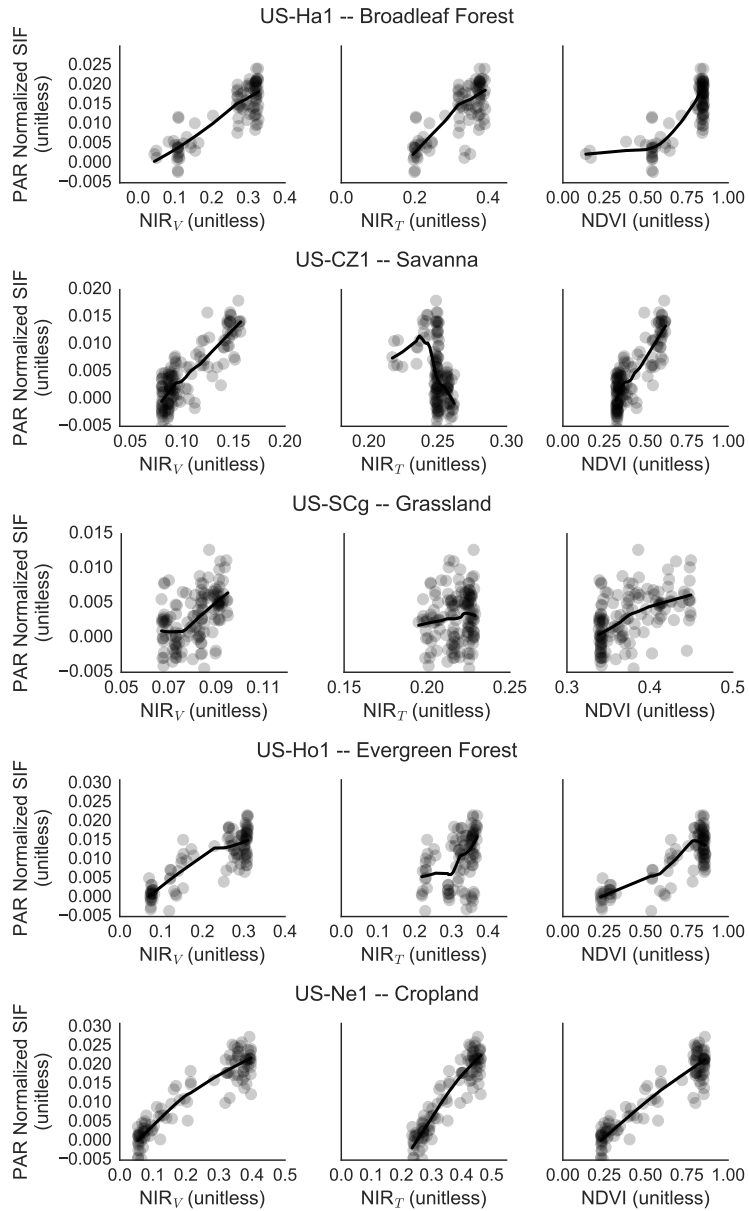 US-Ha1 -- Broadleaf Forest
PAR Normalized SIF
(unitless)
0.025
0.020
0.015
0.010
0.005
0.000
−0.005
0.0 0.1 0.2 0.3 0.4
NIR_V (unitless)
0.2 0.3 0.4
NIR_T (unitless)
0.00 0.25 0.50 0.75 1.00
NDVI (unitless)
US-CZ1 -- Savanna
PAR Normalized SIF
(unitless)
0.020
0.015
0.010
0.005
0.000
−0.005
0.05 0.10 0.15 0.20
NIR_V (unitless)
0.20 0.25 0.30
NIR_T (unitless)
0.00 0.25 0.50 0.75 1.00
NDVI (unitless)
US-SCg -- Grassland
PAR Normalized SIF
(unitless)
0.015
0.010
0.005
0.000
−0.005
0.05 0.07 0.09 0.11
NIR_V (unitless)
0.15 0.20 0.25
NIR_T (unitless)
0.3 0.4 0.5
NDVI (unitless)
US-Ho1 -- Evergreen Forest
PAR Normalized SIF
(unitless)
0.030
0.025
0.020
0.015
0.010
0.005
0.000
−0.005
0.0 0.1 0.2 0.3 0.4
NIR_V (unitless)
0.0 0.1 0.2 0.3 0.4
NIR_T (unitless)
0.00 0.25 0.50 0.75 1.00
NDVI (unitless)
US-Ne1 -- Cropland
PAR Normalized SIF
(unitless)
0.030
0.025
0.020
0.015
0.010
0.005
0.000
−0.005
0.0 0.1 0.2 0.3 0.4 0.5
NIR_V (unitless)
0.0 0.1 0.2 0.3 0.4 0.5
NIR_T (unitless)
0.00 0.25 0.50 0.75 1.00
NDVI (unitless)